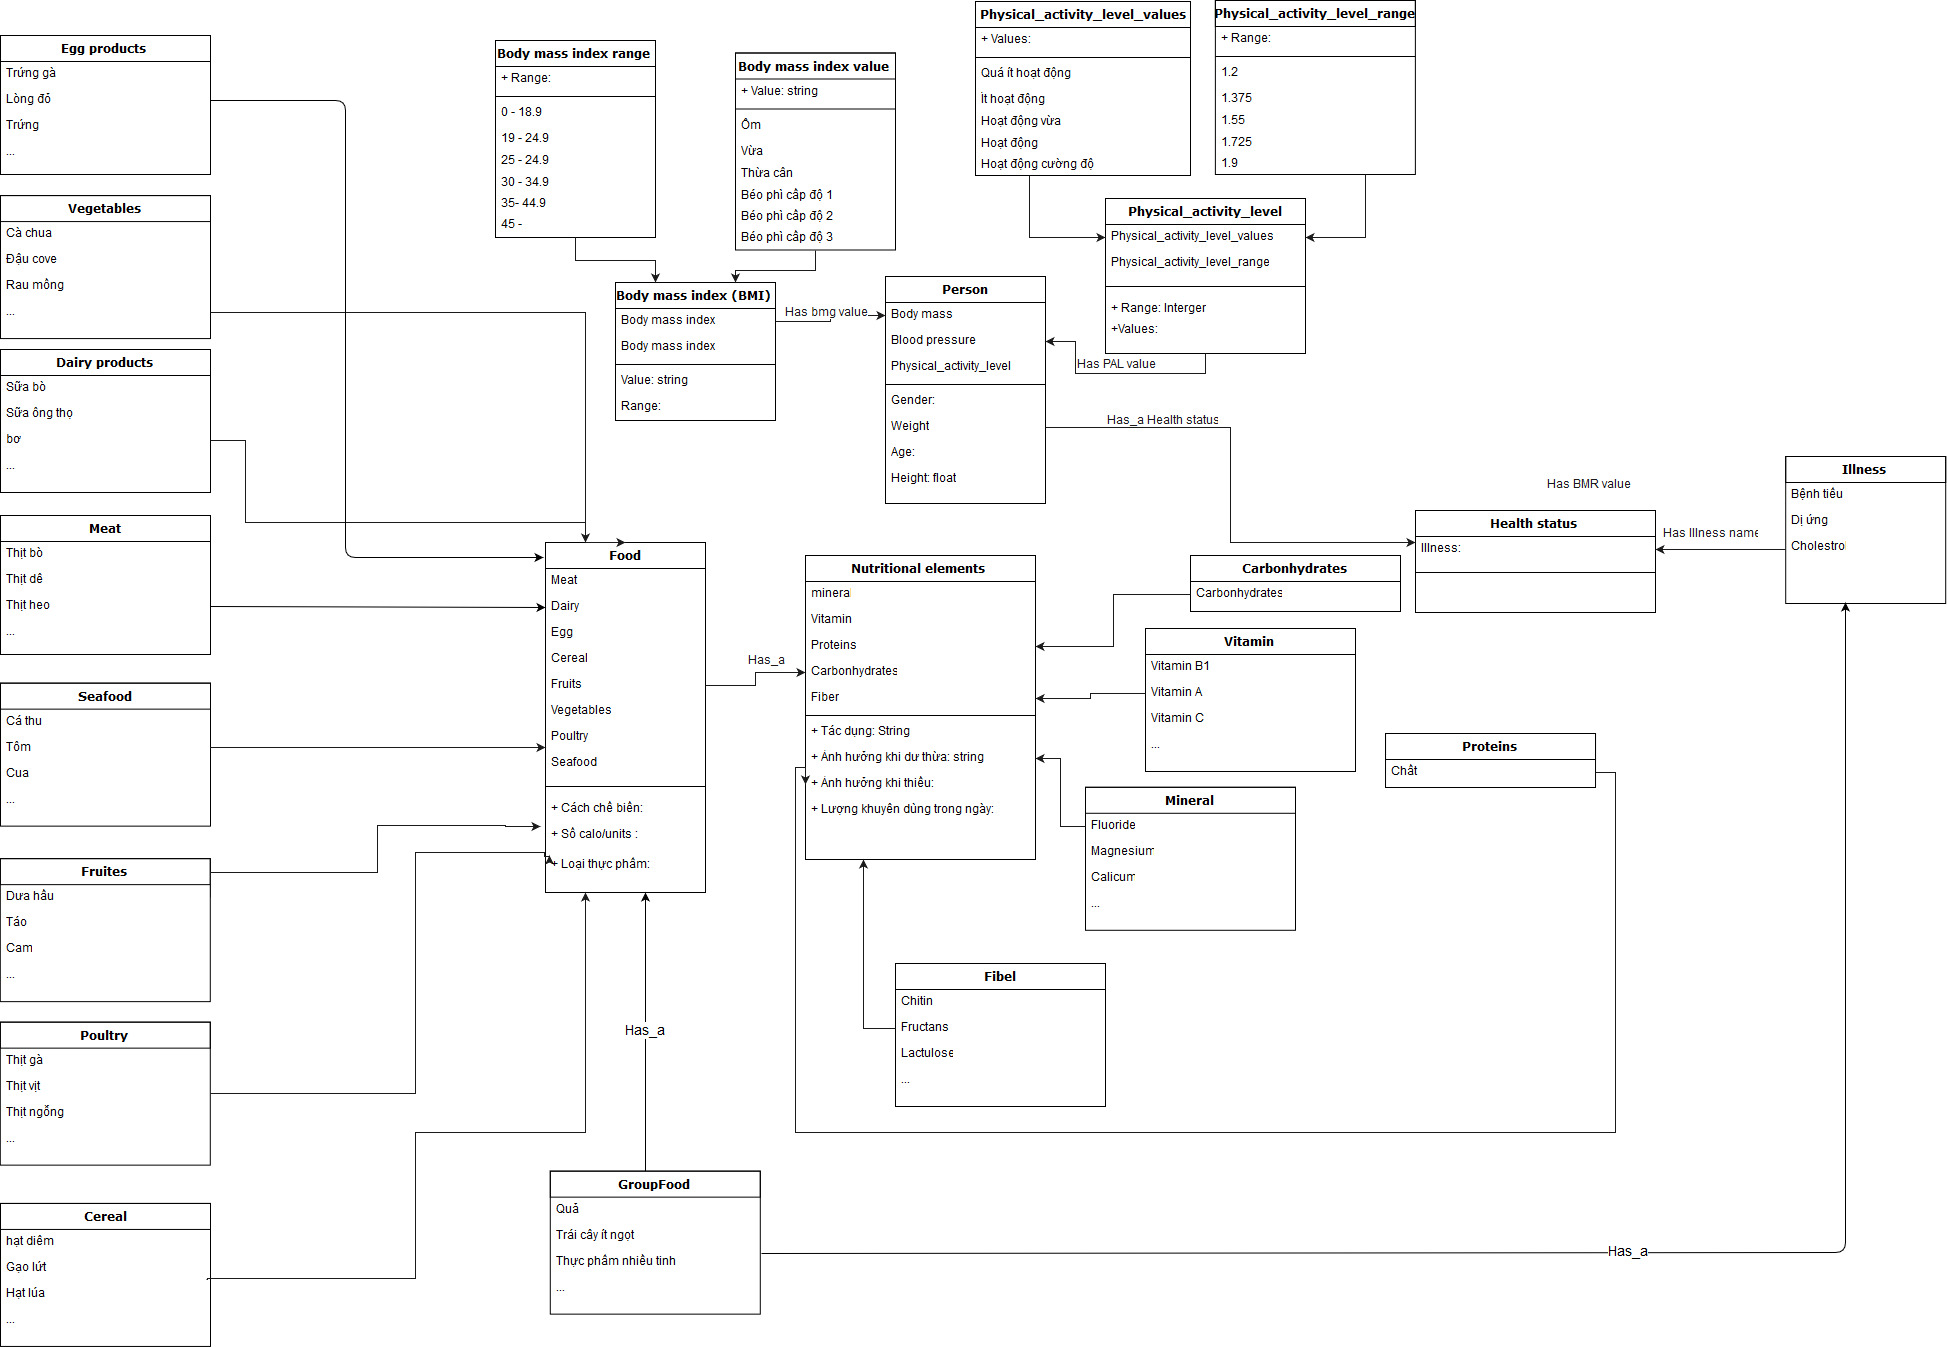 Egg products
Trứng gà
Lòng đỏ
Trứng
...
Vegetables
Cà chua
Đậu cove
Rau mồng
...
Dairy products
Sữa bò
Sữa ông thọ
bơ
...
Meat
Thịt bò
Thịt dê
Thịt heo
...
Seafood
Cá thu
Tôm
Cua
...
Fruites
Dưa hấu
Táo
Cam
...
Poultry
Thịt gà
Thịt vịt
Thịt ngỗng
...
Cereal
hạt diêm
Gạo lứt
Hạt lúa
...
Body mass index range
+ Range:
0 - 18.9
19 - 24.9
25 - 24.9
30 - 34.9
35- 44.9
45 -
Body mass index value
+ Value: string
Ốm
Vừa
Thừa cân
Béo phì cấp độ 1
Béo phì cấp độ 2
Béo phì cấp độ 3
Physical_activity_level_values
+ Values:
Quá ít hoạt động
Ít hoạt động
Hoạt động vừa
Hoạt động
Hoạt động cường độ
Physical_activity_level_range
+ Range:
1.2
1.375
1.55
1.725
1.9
Physical_activity_level
Physical_activity_level_values
Physical_activity_level_range
+ Range: Interger
+Values:
Body mass index (BMI)
Body mass index
Body mass index
Value: string
Range:
Has bmg value
Person
Body mass
Blood pressure
Physical_activity_level
Gender:
Weight
Age:
Height: float
Has PAL value
Has_a Health status
Has BMR value
Health status
Illness:
Has Illness name
Illness
Bệnh tiểu
Dị ứng
Cholestrol
Food
Meat
Dairy
Egg
Cereal
Fruits
Vegetables
Poultry
Seafood
+ Cách chế biến:
+ Số calo/units :
+ Loại thực phẩm:
Has_a
Nutritional elements
mineral
Vitamin
Proteins
Carbonhydrates
Fiber
+ Tác dụng: String
+ Ảnh hưởng khi dư thừa: string
+ Ảnh hưởng khi thiếu:
+ Lượng khuyên dùng trong ngày:
Carbonhydrates
Carbonhydrates
Vitamin
Vitamin B1
Vitamin A
Vitamin C
...
Proteins
Chất
Mineral
Fluoride
Magnesium
Calicum
...
Fibel
Chitin
Fructans
Lactulose
...
Has_a
GroupFood
Quả
Trái cây ít ngọt
Thực phẩm nhiều tinh
...
Has_a